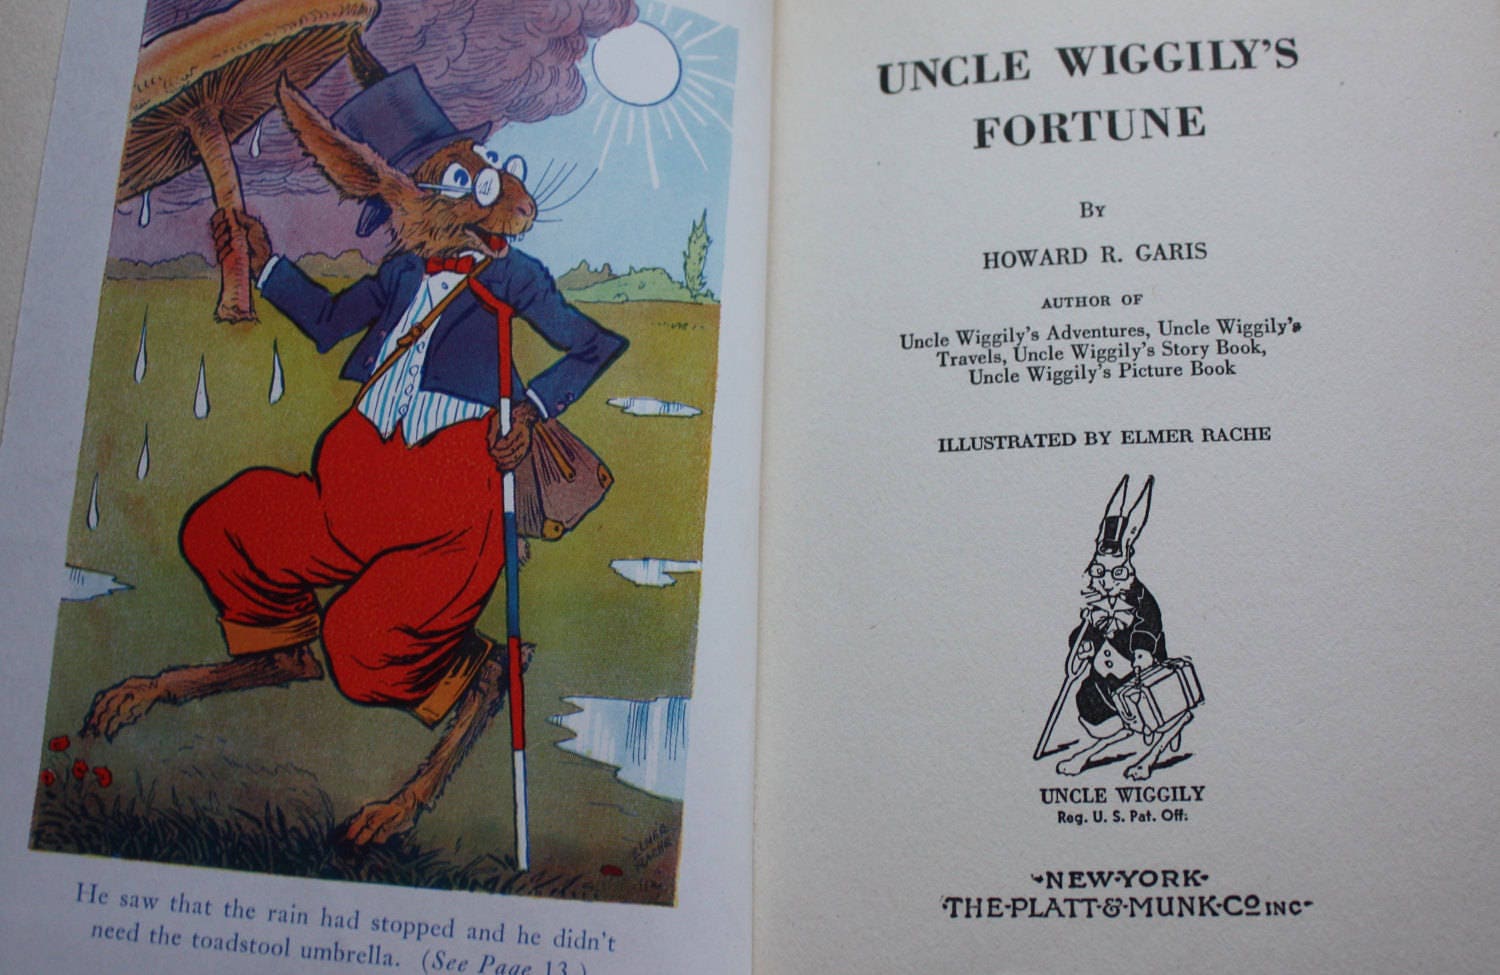 He saw that the rain had stopped and he didn't
need the toadstool umbrella. (See Page 13.)
ELMER
RACHE
UNCLE WIGGILY'S
FORTUNE
By
HOWARD R. GARIS
AUTHOR OF
Uncle Wiggily's Adventures, Uncle Wiggily's
Travels, Uncle Wiggily's Story Book,
Uncle Wiggily's Picture Book
ILLUSTRATED BY ELMER RACHE
UNCLE WIGGILY
Reg. U. S. Pat. Off.
·NEW·YORK·
·THE·PLATT·&·MUNK·CO INC·